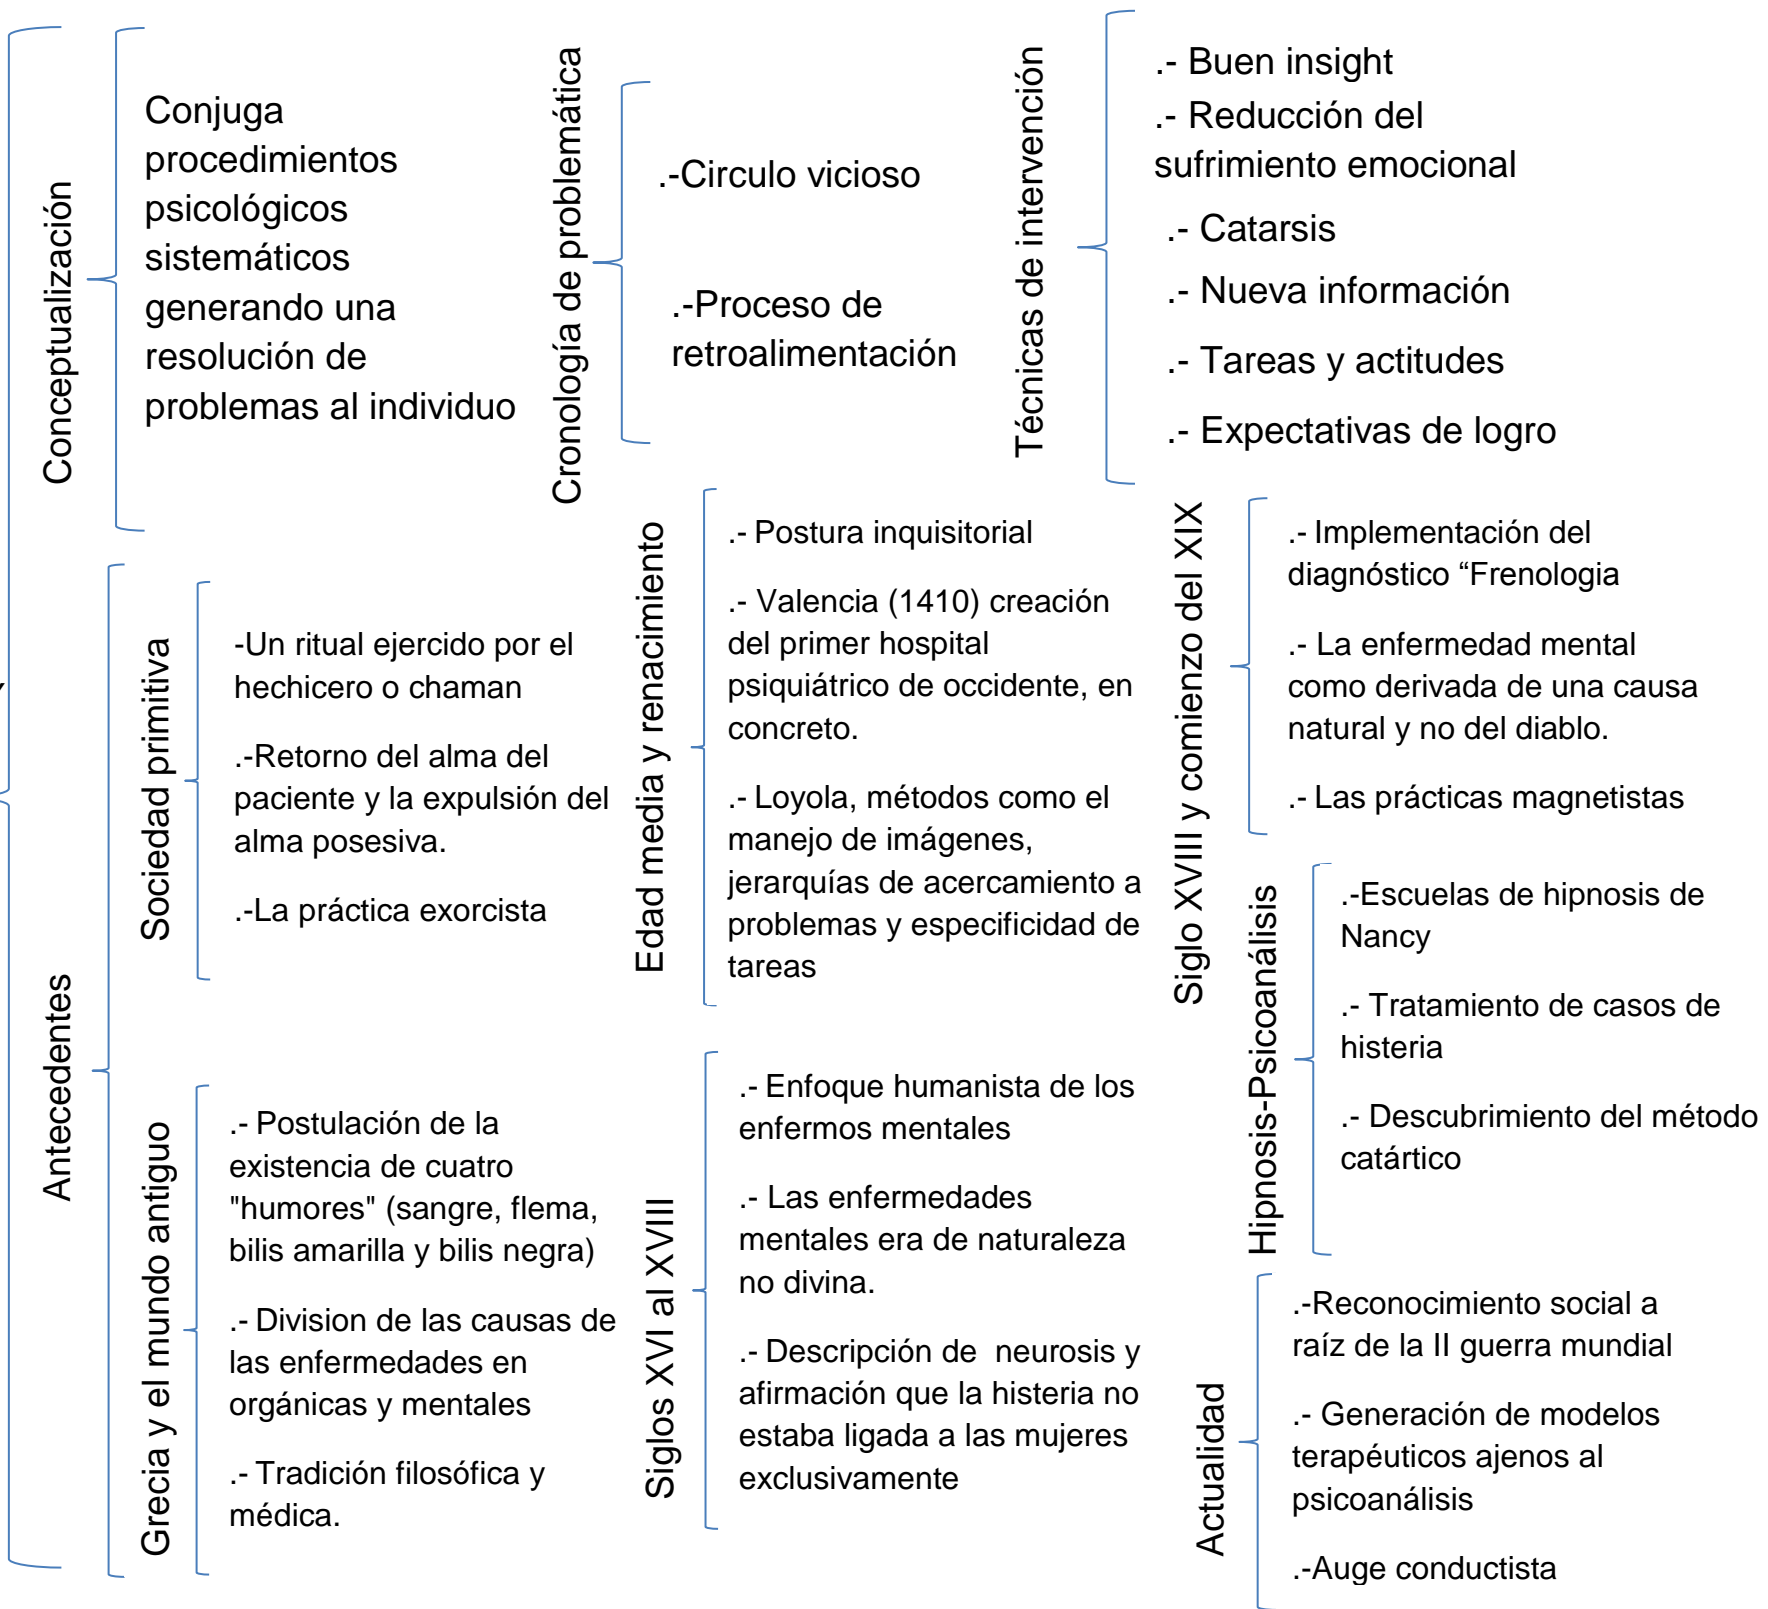 Conceptualización
Conjuga
procedimientos
psicológicos
sistemáticos
generando una
resolución de
problemas al individuo
Cronología de problemática
.-Circulo vicioso
.-Proceso de
retroalimentación
Técnicas de intervención
.- Buen insight
.- Reducción del
sufrimiento emocional
.- Catarsis
.- Nueva información
.- Tareas y actitudes
.- Expectativas de logro
Antecedentes
Sociedad primitiva
-Un ritual ejercido por el
hechicero o chaman
.-Retorno del alma del
paciente y la expulsión del
alma posesiva.
.-La práctica exorcista
Grecia y el mundo antiguo
.- Postulación de la
existencia de cuatro
"humores" (sangre, flema,
bilis amarilla y bilis negra)
.- Division de las causas de
las enfermedades en
orgánicas y mentales
.- Tradición filosófica y
médica.
Edad media y renacimiento
.- Postura inquisitorial
.- Valencia (1410) creación
del primer hospital
psiquiátrico de occidente, en
concreto.
.- Loyola, métodos como el
manejo de imágenes,
jerarquías de acercamiento a
problemas y especificidad de
tareas
Siglos XVI al XVIII
.- Enfoque humanista de los
enfermos mentales
.- Las enfermedades
mentales era de naturaleza
no divina.
.- Descripción de  neurosis y
afirmación que la histeria no
estaba ligada a las mujeres
exclusivamente
Siglo XVIII y comienzo del XIX
.- Implementación del
diagnóstico “Frenologia
.- La enfermedad mental
como derivada de una causa
natural y no del diablo.
.- Las prácticas magnetistas
Hipnosis-Psicoanálisis
.-Escuelas de hipnosis de
Nancy
.- Tratamiento de casos de
histeria
.- Descubrimiento del método
catártico
Actualidad
.-Reconocimiento social a
raíz de la II guerra mundial
.- Generación de modelos
terapéuticos ajenos al
psicoanálisis
.-Auge conductista